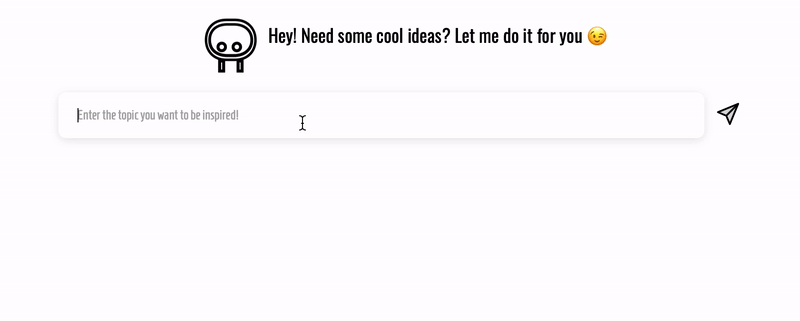 Hey! Need some cool ideas? Let me do it for you 😉
Enter the topic you want to be inspired!